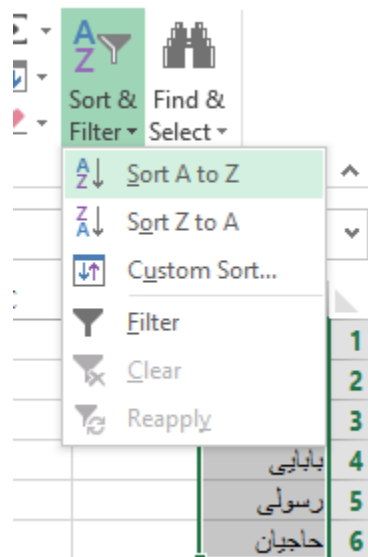 Sort & Filter
Find & Select
Sort A to Z
Sort Z to A
Custom Sort...
Filter
Clear
Reapply
1
2
3
بابایی 4
رسولی 5
حاجیان 6